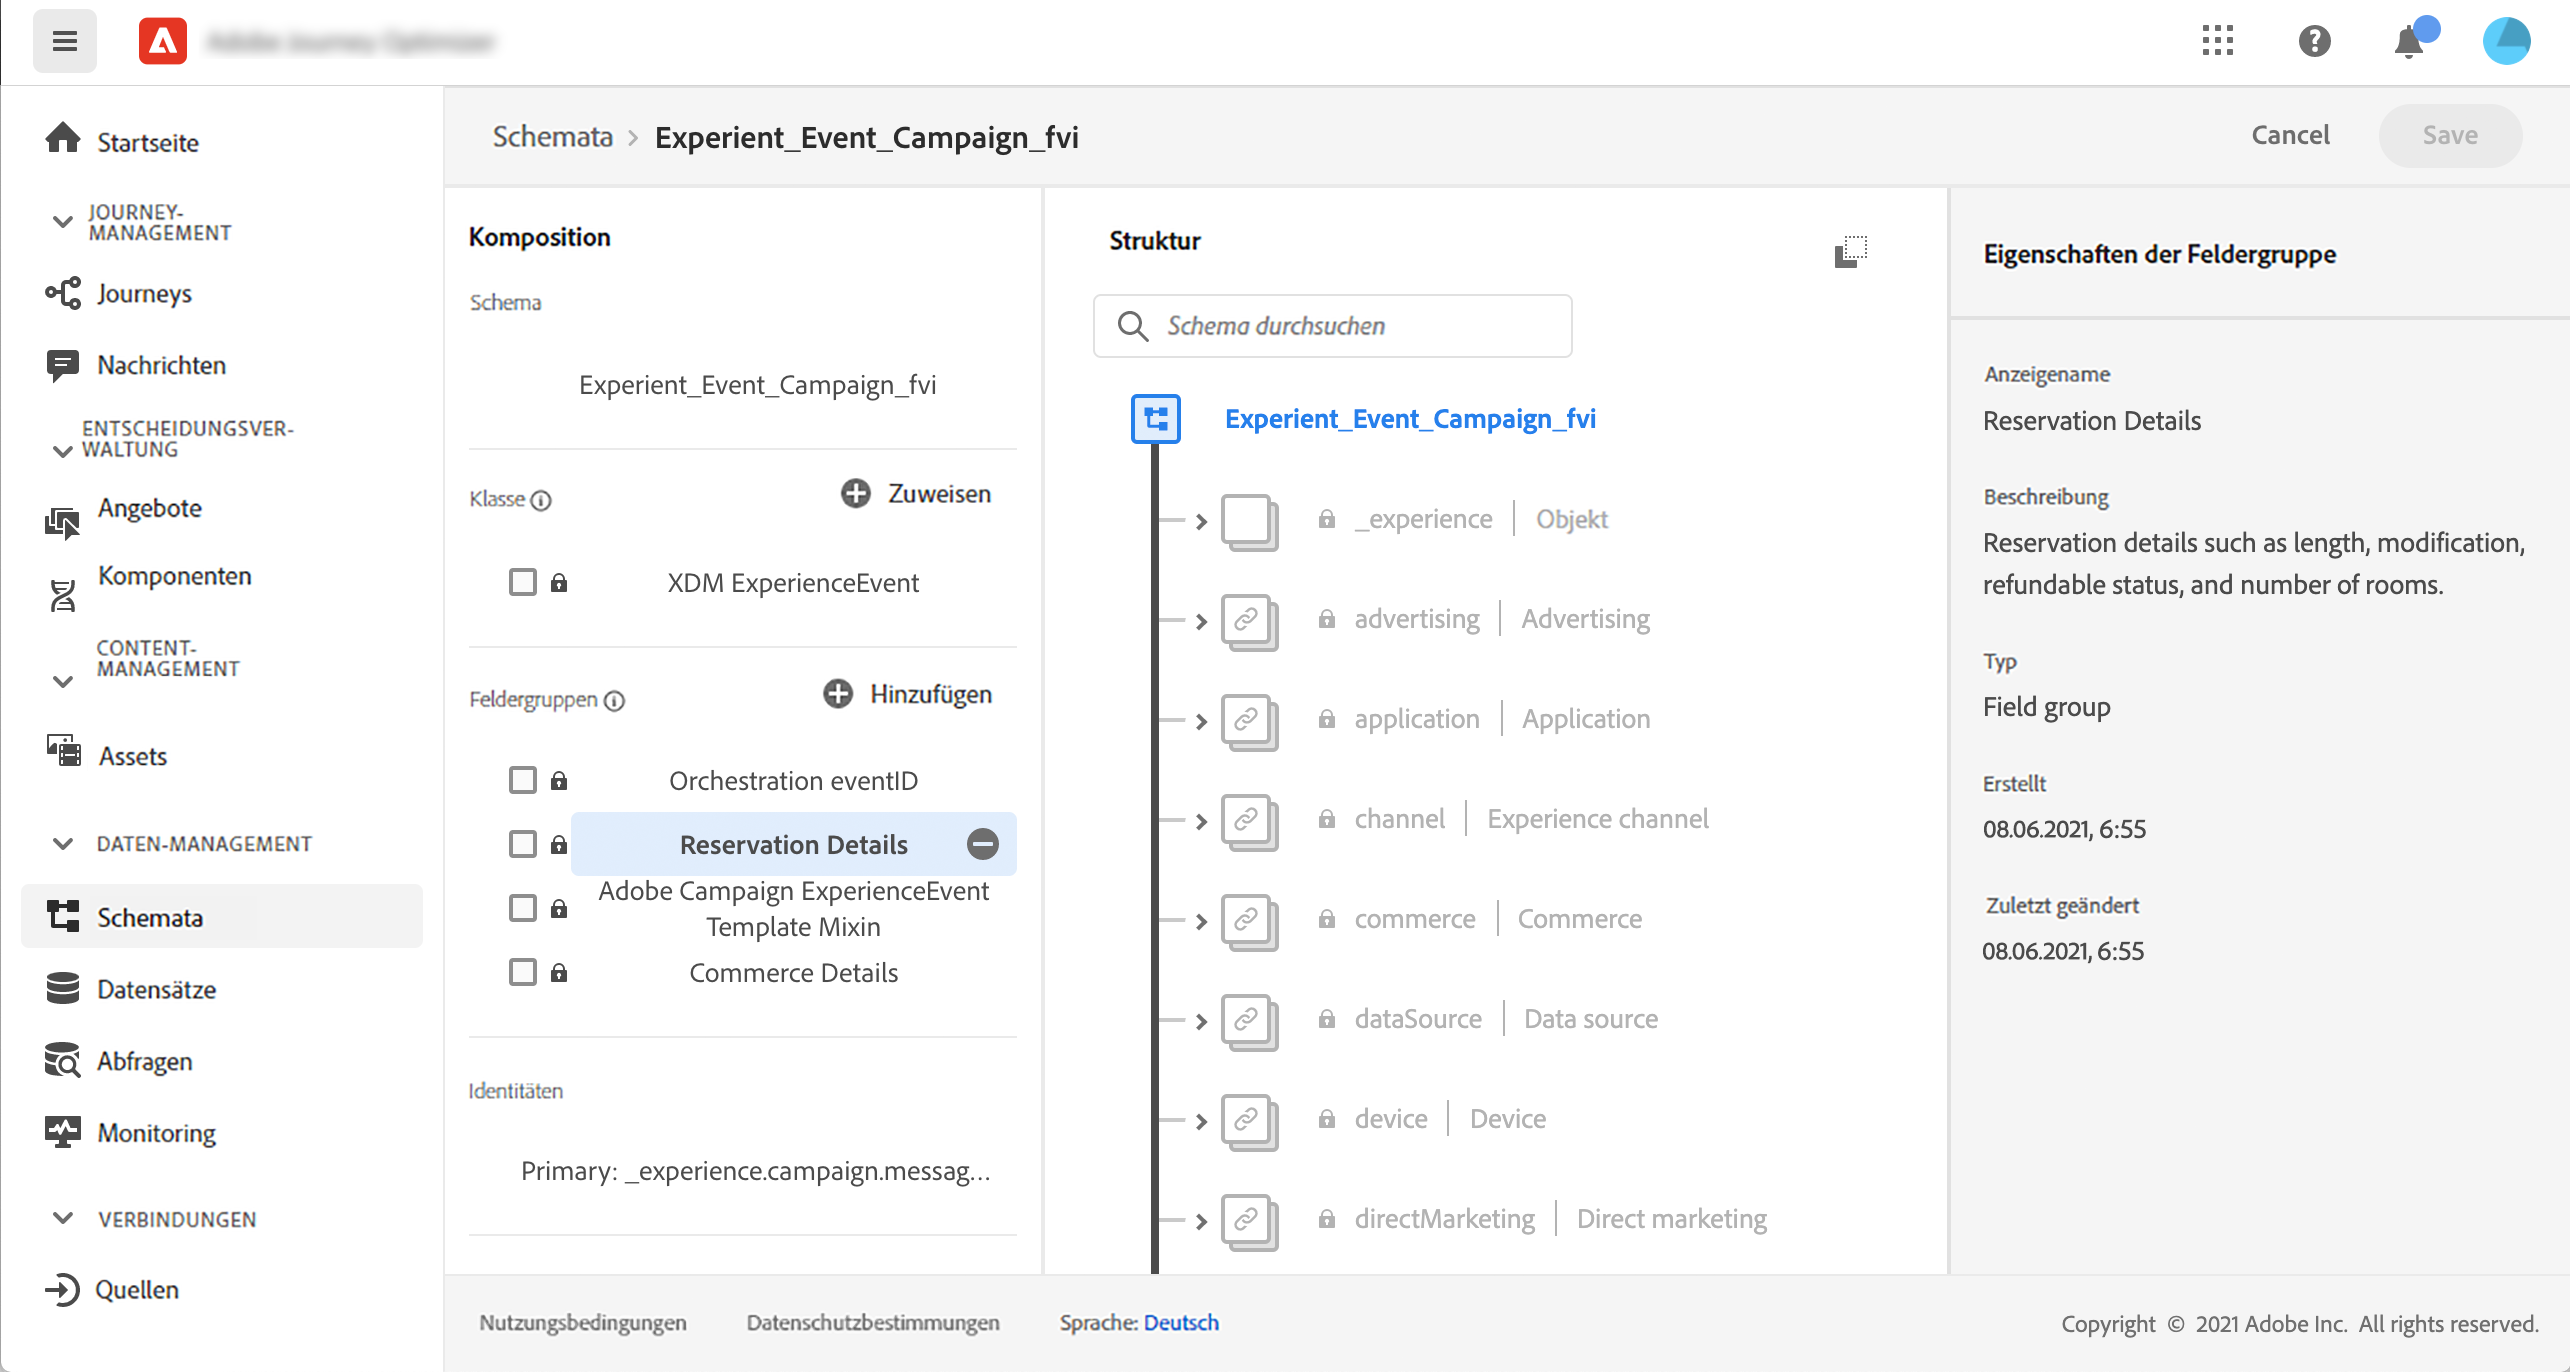 Adobe Journey Optimizer
Startseite
JOURNEY-
MANAGEMENT
Journeys
Nachrichten
ENTSCHEIDUNGSVER-
WALTUNG
Angebote
Komponenten
CONTENT-
MANAGEMENT
Assets
DATEN-MANAGEMENT
Schemata
Datensätze
Abfragen
Monitoring
VERBINDUNGEN
Quellen
Schemata > Experient_Event_Campaign_fvi
Cancel
Save
Komposition
Schema
Experient_Event_Campaign_fvi
Klasse
Zuweisen
XDM ExperienceEvent
Feldergruppen
Hinzufügen
Orchestration eventID
Reservation Details
Adobe Campaign ExperienceEvent
Template Mixin
Commerce Details
Identitäten
Primary: _experience.campaign.messag...
Struktur
Schema durchsuchen
Experient_Event_Campaign_fvi
_experience | Objekt
advertising | Advertising
application | Application
channel | Experience channel
commerce | Commerce
dataSource | Data source
device | Device
directMarketing | Direct marketing
Eigenschaften der Feldergruppe
Anzeigename
Reservation Details
Beschreibung
Reservation details such as length, modification,
refundable status, and number of rooms.
Typ
Field group
Erstellt
08.06.2021, 6:55
Zuletzt geändert
08.06.2021, 6:55
Nutzungsbedingungen
Datenschutzbestimmungen
Sprache: Deutsch
Copyright © 2021 Adobe Inc. All rights reserved.